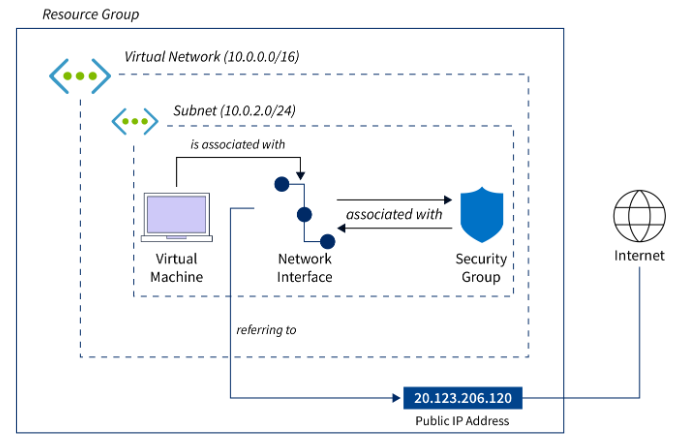 Resource Group
Virtual Network (10.0.0.0/16)
Subnet (10.0.2.0/24)
is associated with
associated with
Virtual
Machine
Network
Interface
Security
Group
Internet
referring to
20.123.206.120
Public IP Address